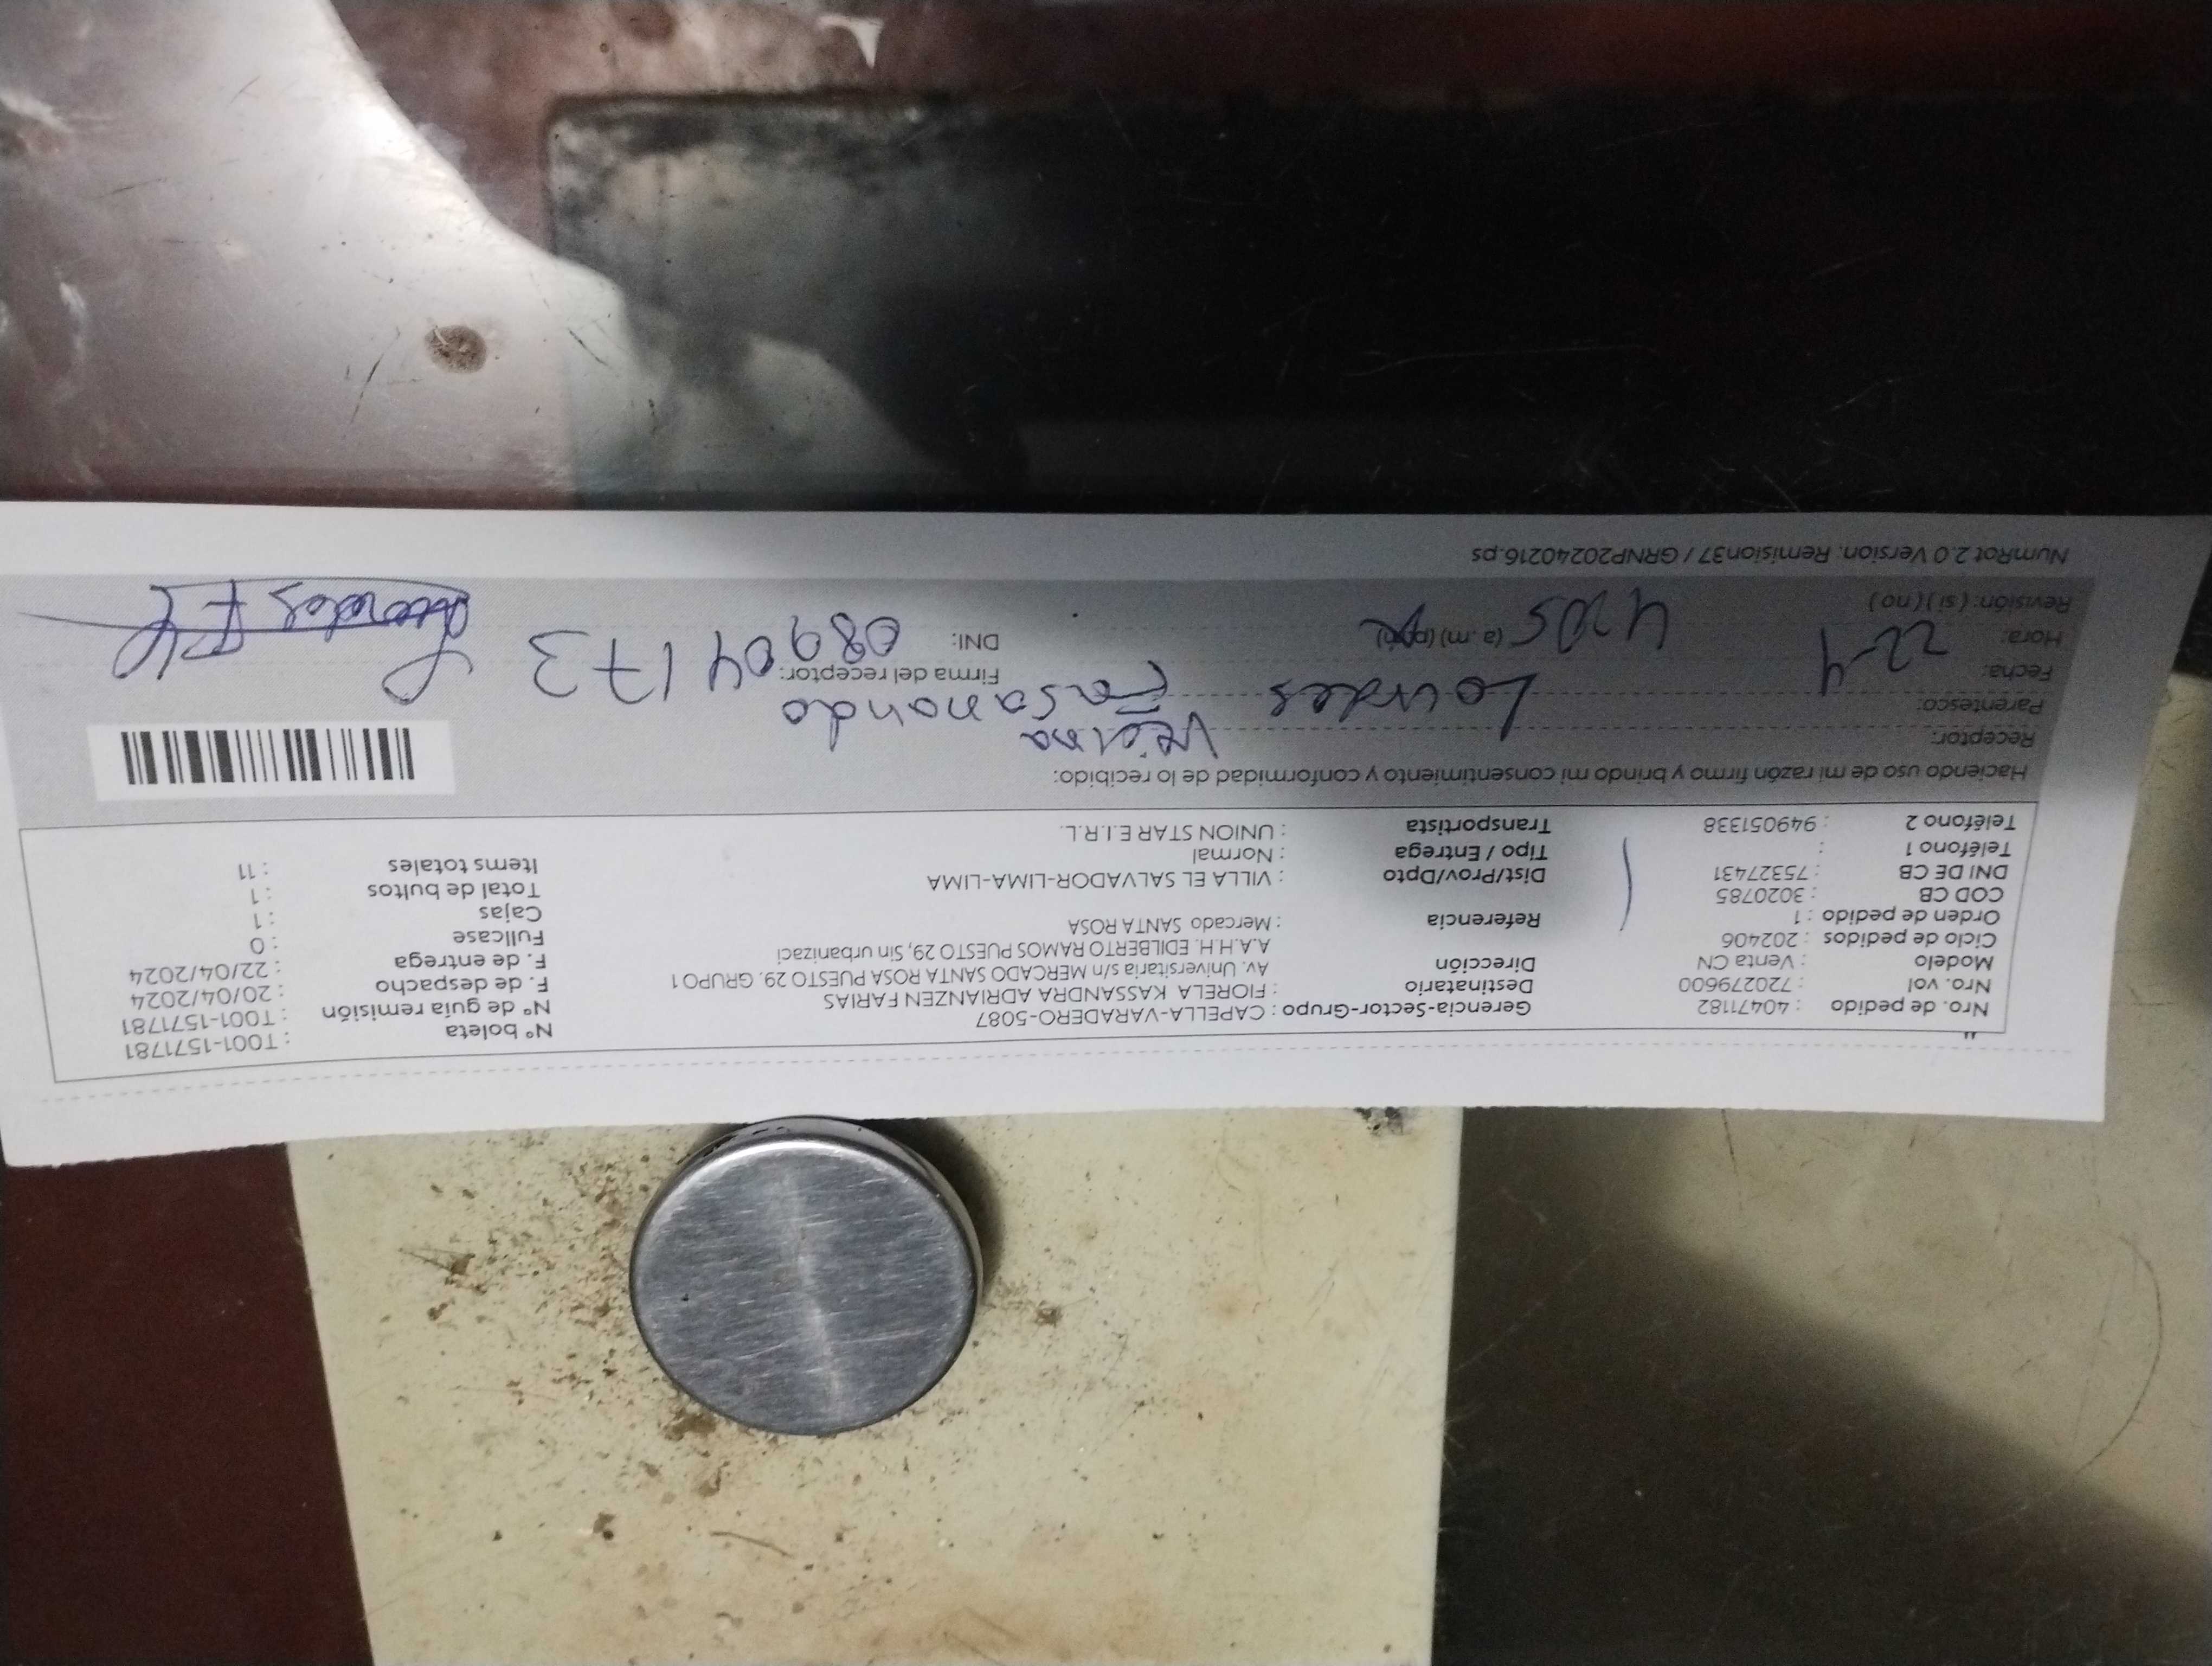 Nro. de pedido : 40471182
Nro. vol : 720279600
Modelo : Venta CN
Ciclo de pedidos : 202406
Orden de pedido : 1
COD CB : 3020785
DNI DE CB : 75327431
Teléfono 1 :
Teléfono 2 : 949051338
Gerencia-Sector-Grupo : CAPELLA-VARADERO-5087
Destinatario : FIORELA KASSANDRA ADRIANZEN FARIAS
Dirección Av. Universitaria s/n MERCADO SANTA ROSA PUESTO 29. GRUPO 1
A.A.H.H. EDILBERTO RAMOS PUESTO 29, Sin urbanizaci
Referencia : Mercado SANTA ROSA
Dist/Prov/Dpto : VILLA EL SALVADOR-LIMA-LIMA
Tipo / Entrega : Normal
Transportista : UNION STAR E.I.R.L.
N° boleta : T001-1571781
N° de guía remisión : T001-1571781
F. de despacho : 20/04/2024
F. de entrega : 22/04/2024
Fullcase : 0
Cajas : 1
Total de bultos : 1
Items totales : 11
Haciendo uso de mi razón firmo y brindo mi consentimiento y conformidad de lo recibido:
Receptor: Vecina
Parentesco: Lourdes
Fecha: 22-4
Hora: (a. m) (pm)
Revisión: ( si ) ( no )
Firma del receptor:
DNI: 08904173
NumRot 2.0 Version: Remision37 / GRNP20240216.ps